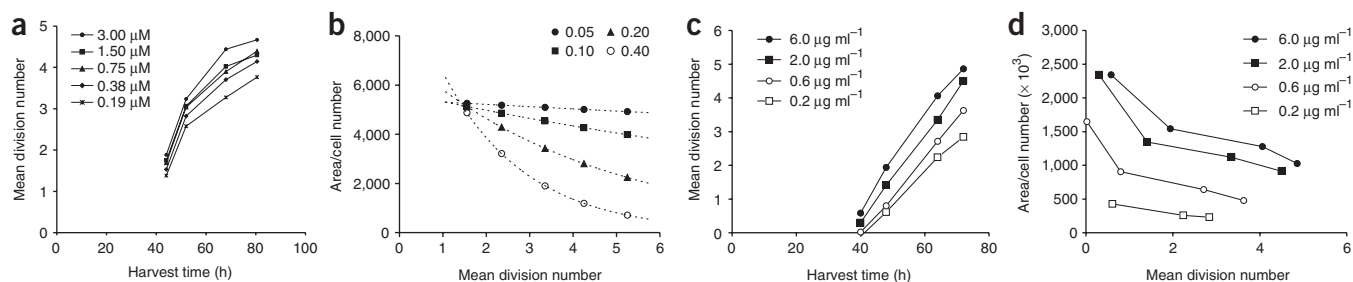 a
3.00 µM
1.50 µM
0.75 µM
0.38 µM
0.19 µM
Mean division number
5
4
3
2
1
0
0 20 40 60 80 100
Harvest time (h)
b
0.05 0.20
0.10 0.40
Area/cell number
8,000
6,000
4,000
2,000
0
0 1 2 3 4 5 6
Mean division number
c
6.0 µg ml−1
2.0 µg ml−1
0.6 µg ml−1
0.2 µg ml−1
Mean division number
6
5
4
3
2
1
0
0 20 40 60 80
Harvest time (h)
d
6.0 µg ml−1
2.0 µg ml−1
0.6 µg ml−1
0.2 µg ml−1
Area/cell number (× 10³)
3,000
2,500
2,000
1,500
1,000
500
0
0 2 4 6
Mean division number